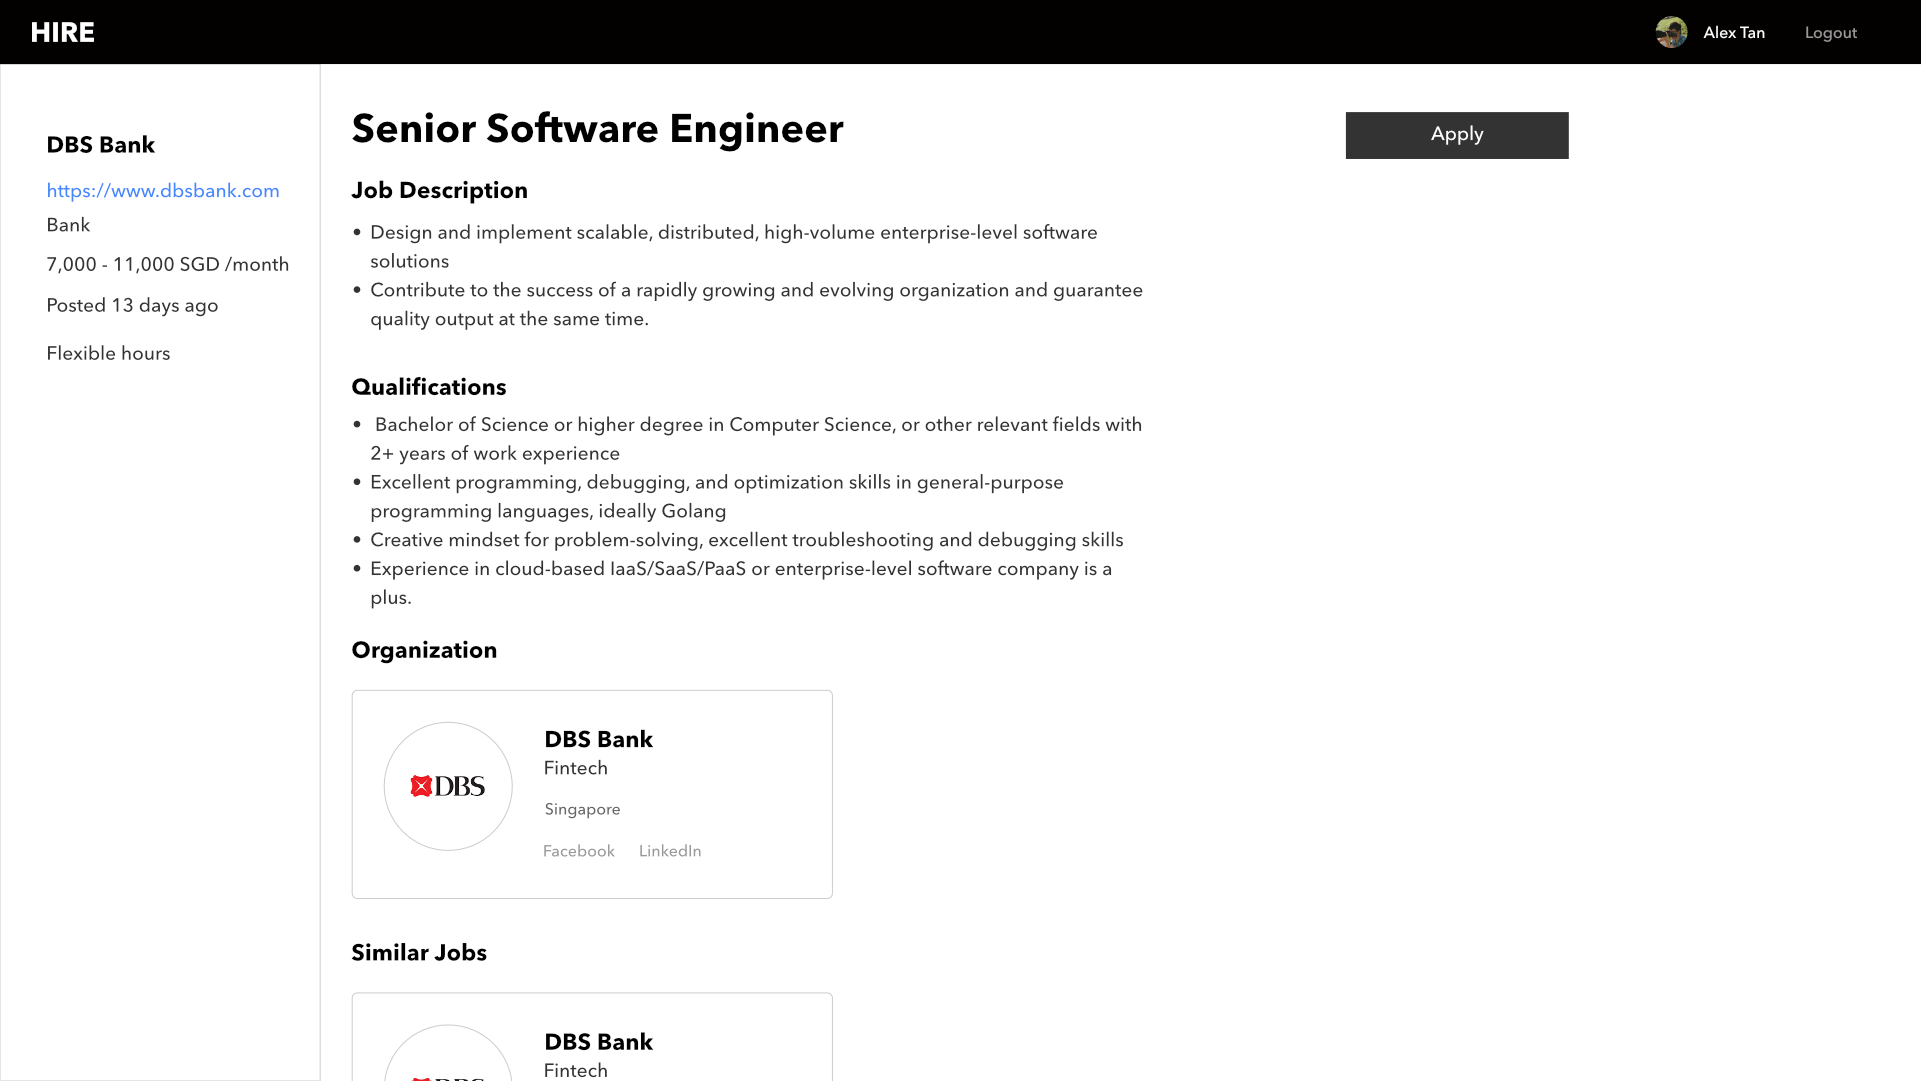 HIRE
Alex Tan
Logout
DBS Bank
https://www.dbsbank.com
Bank
7,000 - 11,000 SGD /month
Posted 13 days ago
Flexible hours
Senior Software Engineer
Apply
Job Description
• Design and implement scalable, distributed, high-volume enterprise-level software
solutions
• Contribute to the success of a rapidly growing and evolving organization and guarantee
quality output at the same time.
Qualifications
• Bachelor of Science or higher degree in Computer Science, or other relevant fields with
2+ years of work experience
• Excellent programming, debugging, and optimization skills in general-purpose
programming languages, ideally Golang
• Creative mindset for problem-solving, excellent troubleshooting and debugging skills
• Experience in cloud-based IaaS/SaaS/PaaS or enterprise-level software company is a
plus.
Organization
DBS
DBS Bank
Fintech
Singapore
Facebook LinkedIn
Similar Jobs
DBS Bank
Fintech